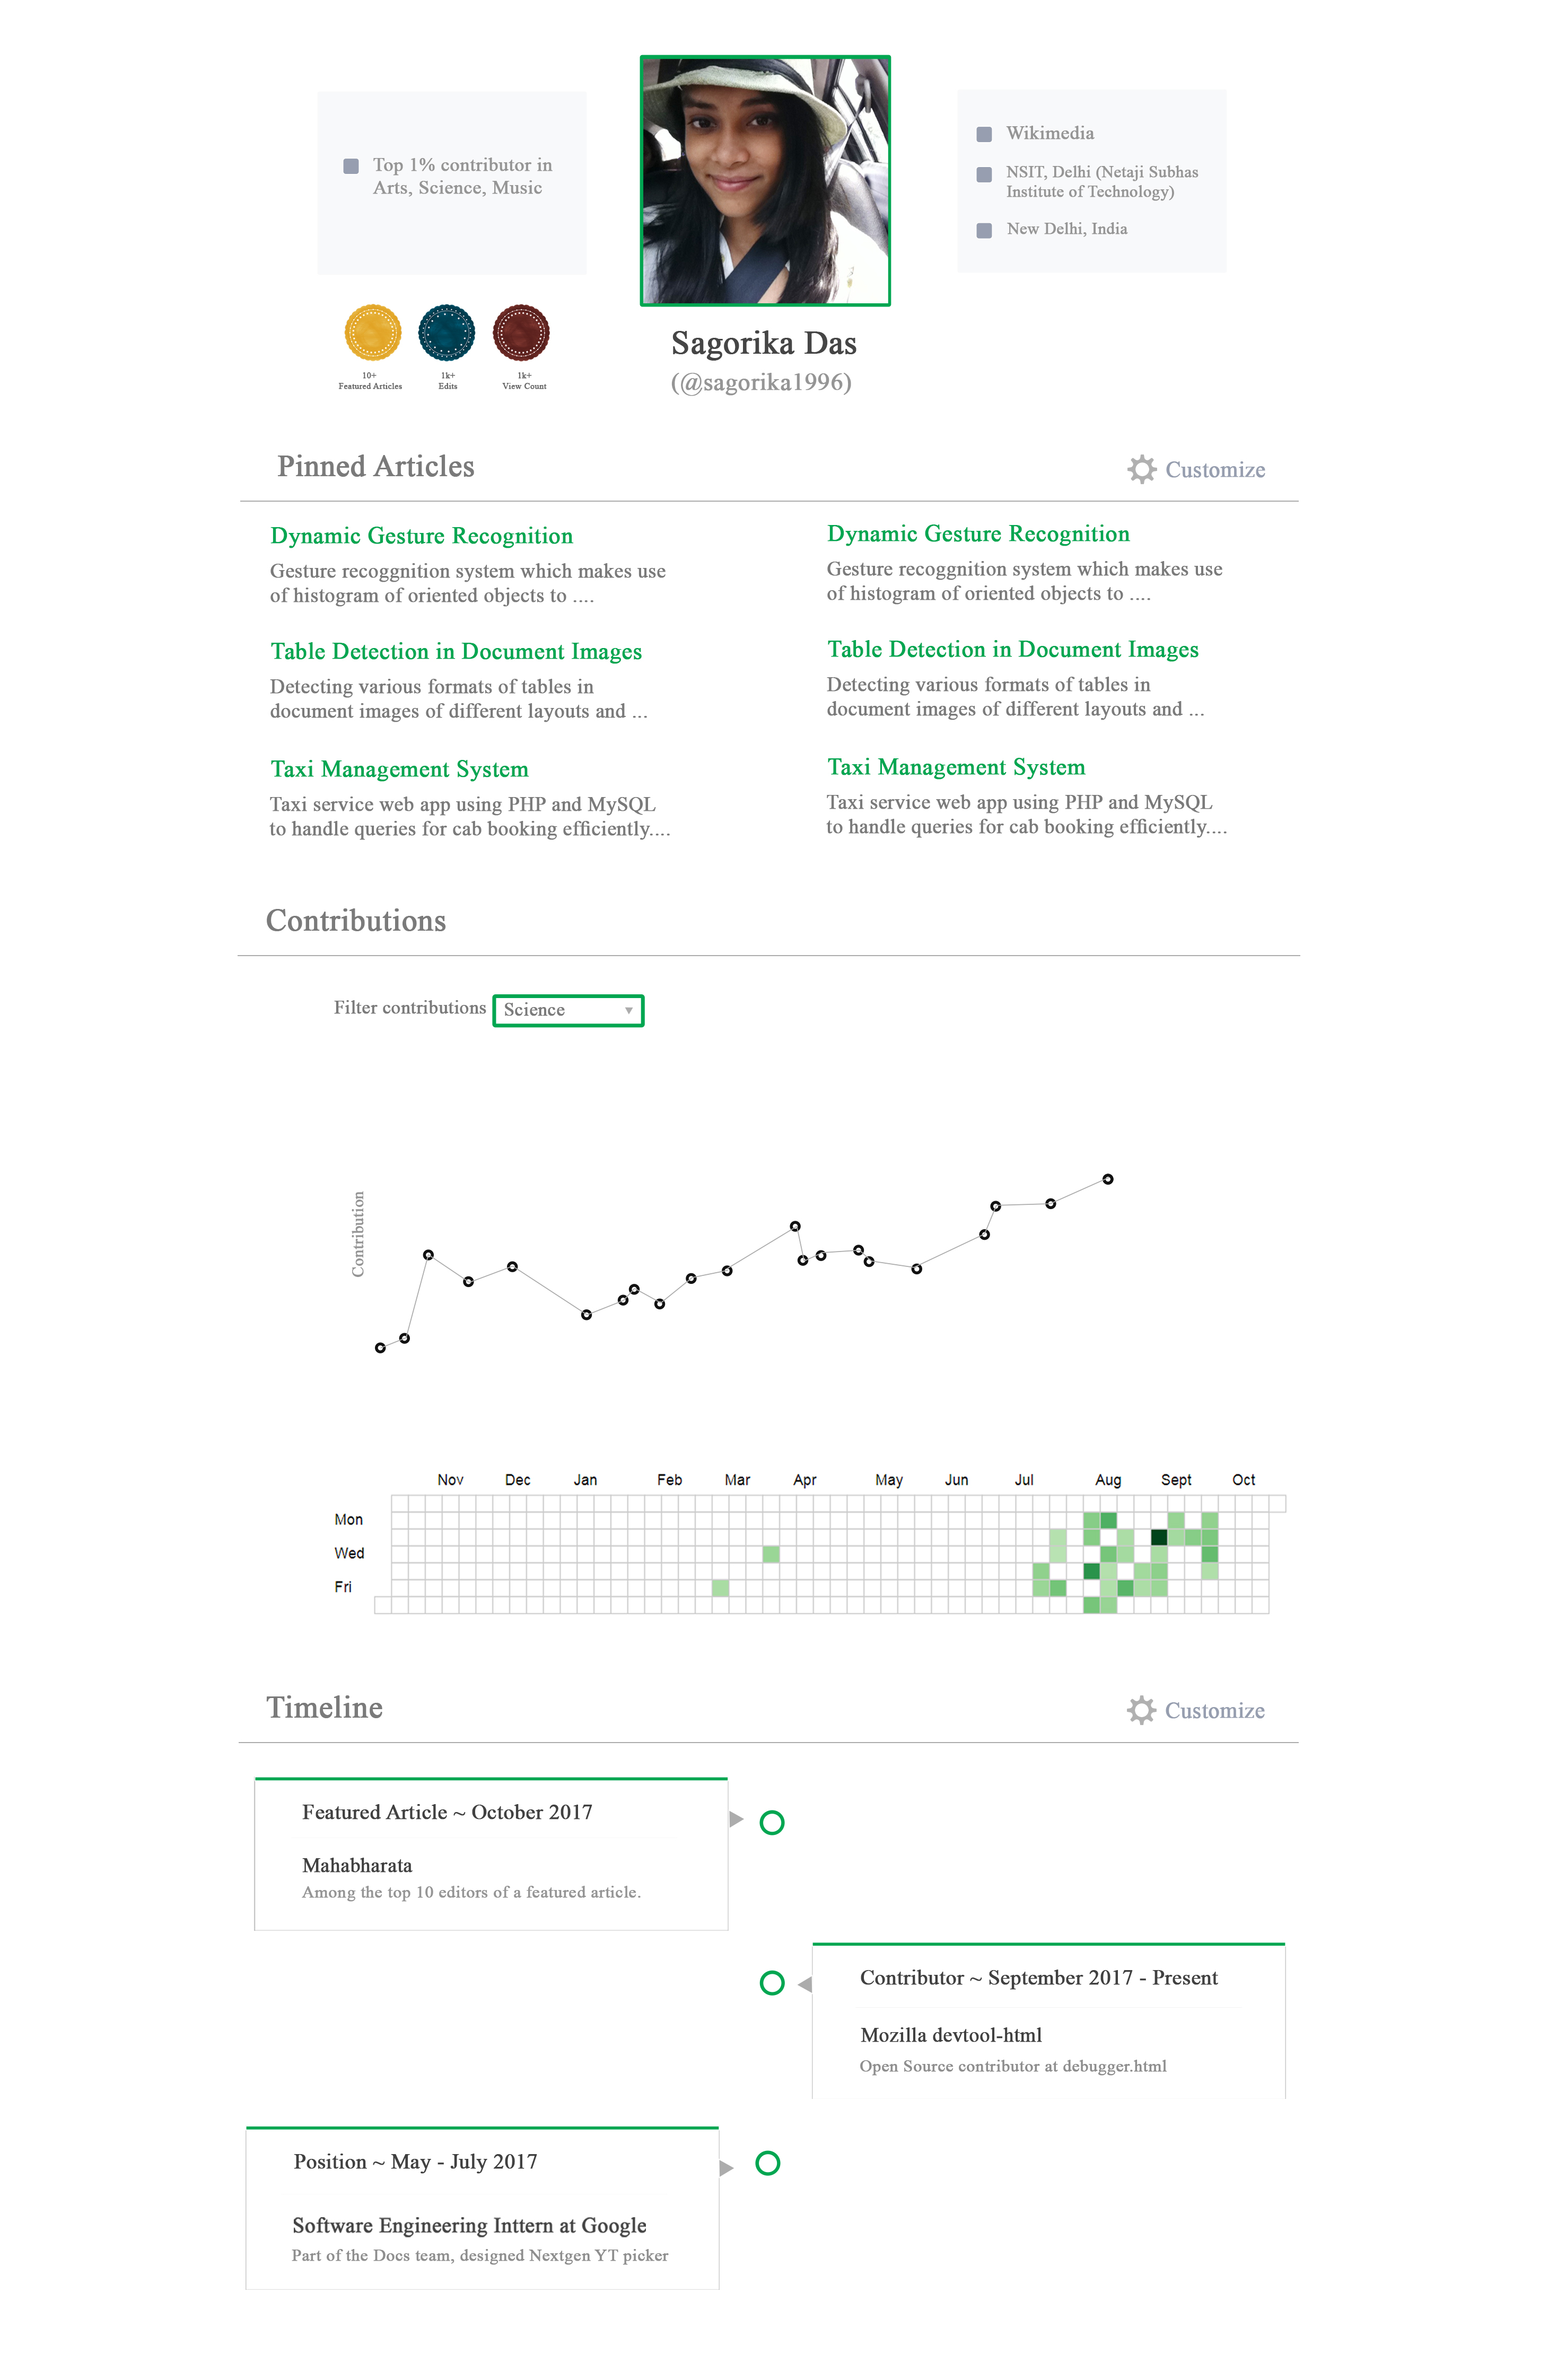 Top 1% contributor in
Arts, Science, Music
Wikimedia
NSIT, Delhi (Netaji Subhas
Institute of Technology)
New Delhi, India
10+
Featured Articles
1k+
Edits
1k+
View Count
Sagorika Das
(@sagorika1996)
Pinned Articles
Customize
Dynamic Gesture Recognition
Gesture recoggnition system which makes use
of histogram of oriented objects to ....
Table Detection in Document Images
Detecting various formats of tables in
document images of different layouts and ...
Taxi Management System
Taxi service web app using PHP and MySQL
to handle queries for cab booking efficiently....
Dynamic Gesture Recognition
Gesture recoggnition system which makes use
of histogram of oriented objects to ....
Table Detection in Document Images
Detecting various formats of tables in
document images of different layouts and ...
Taxi Management System
Taxi service web app using PHP and MySQL
to handle queries for cab booking efficiently....
Contributions
Filter contributions Science
Contribution
Nov Dec Jan Feb Mar Apr May Jun Jul Aug Sept Oct
Mon
Wed
Fri
Timeline
Customize
Featured Article ~ October 2017
Mahabharata
Among the top 10 editors of a featured article.
Contributor ~ September 2017 - Present
Mozilla devtool-html
Open Source contributor at debugger.html
Position ~ May - July 2017
Software Engineering Inttern at Google
Part of the Docs team, designed Nextgen YT picker